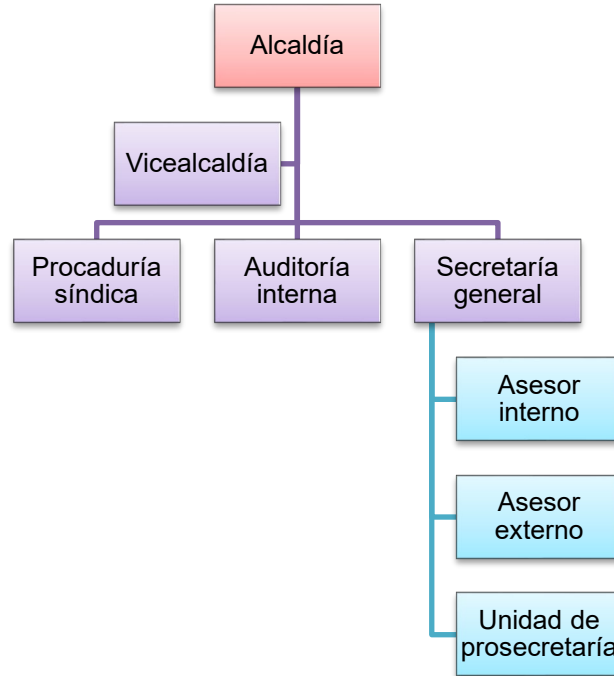 Alcaldía
Vicealcaldía
Procaduría
síndica
Auditoría
interna
Secretaría
general
Asesor
interno
Asesor
externo
Unidad de
prosecretaría